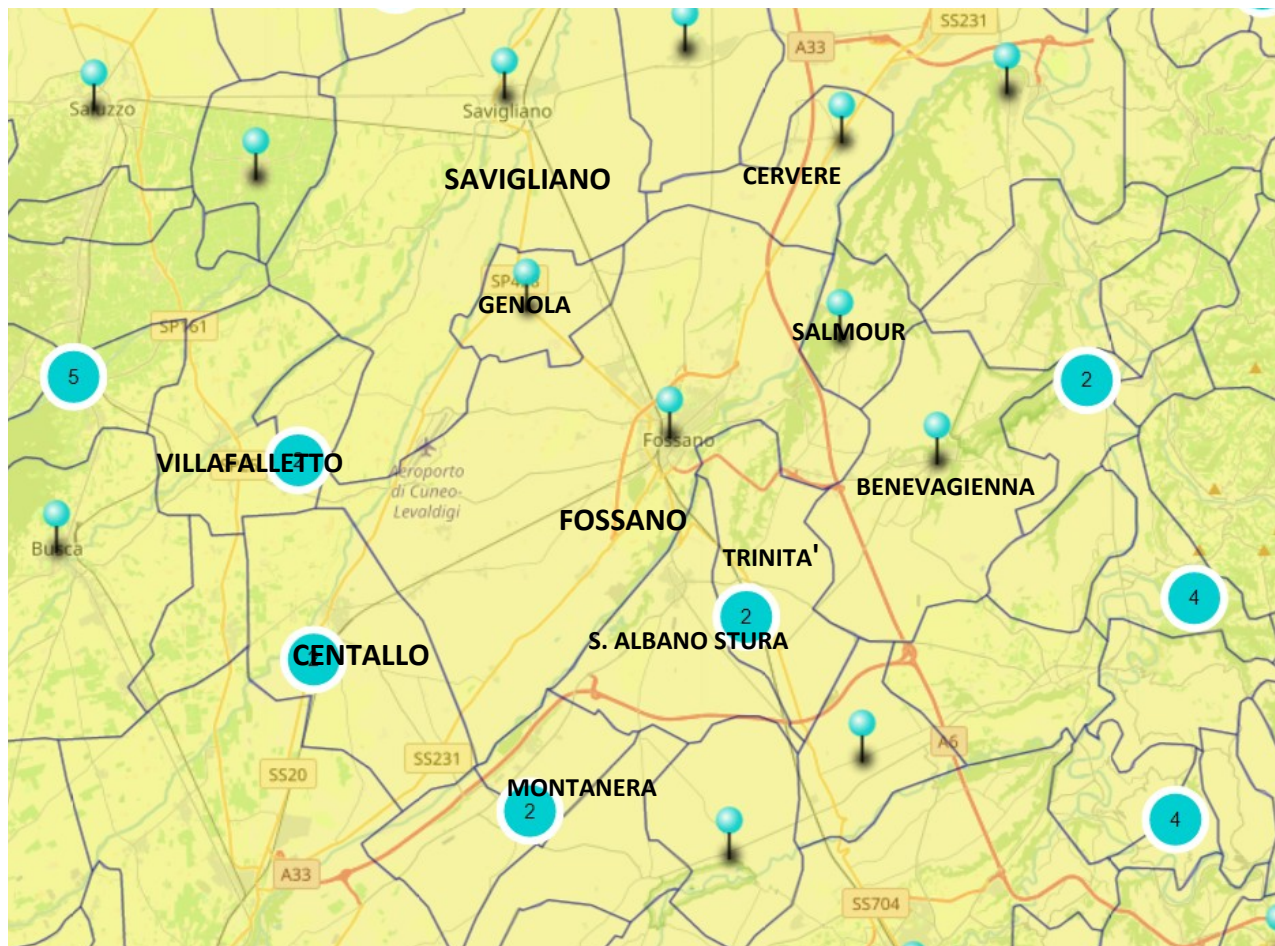 SS231
A33
Saluzzo
Savigliano
SAVIGLIANO
CERVERE
GENOLA
SALMOUR
SP161
5
2
Fossano
VILLAFALLETTO
Aeroporto
di Cuneo-
Levaldigi
BENEVAGIENNA
FOSSANO
Busca
TRINITA'
4
2
S. ALBANO STURA
CENTALLO
A6
SS231
SS20
MONTANERA
2
4
A33
SS704